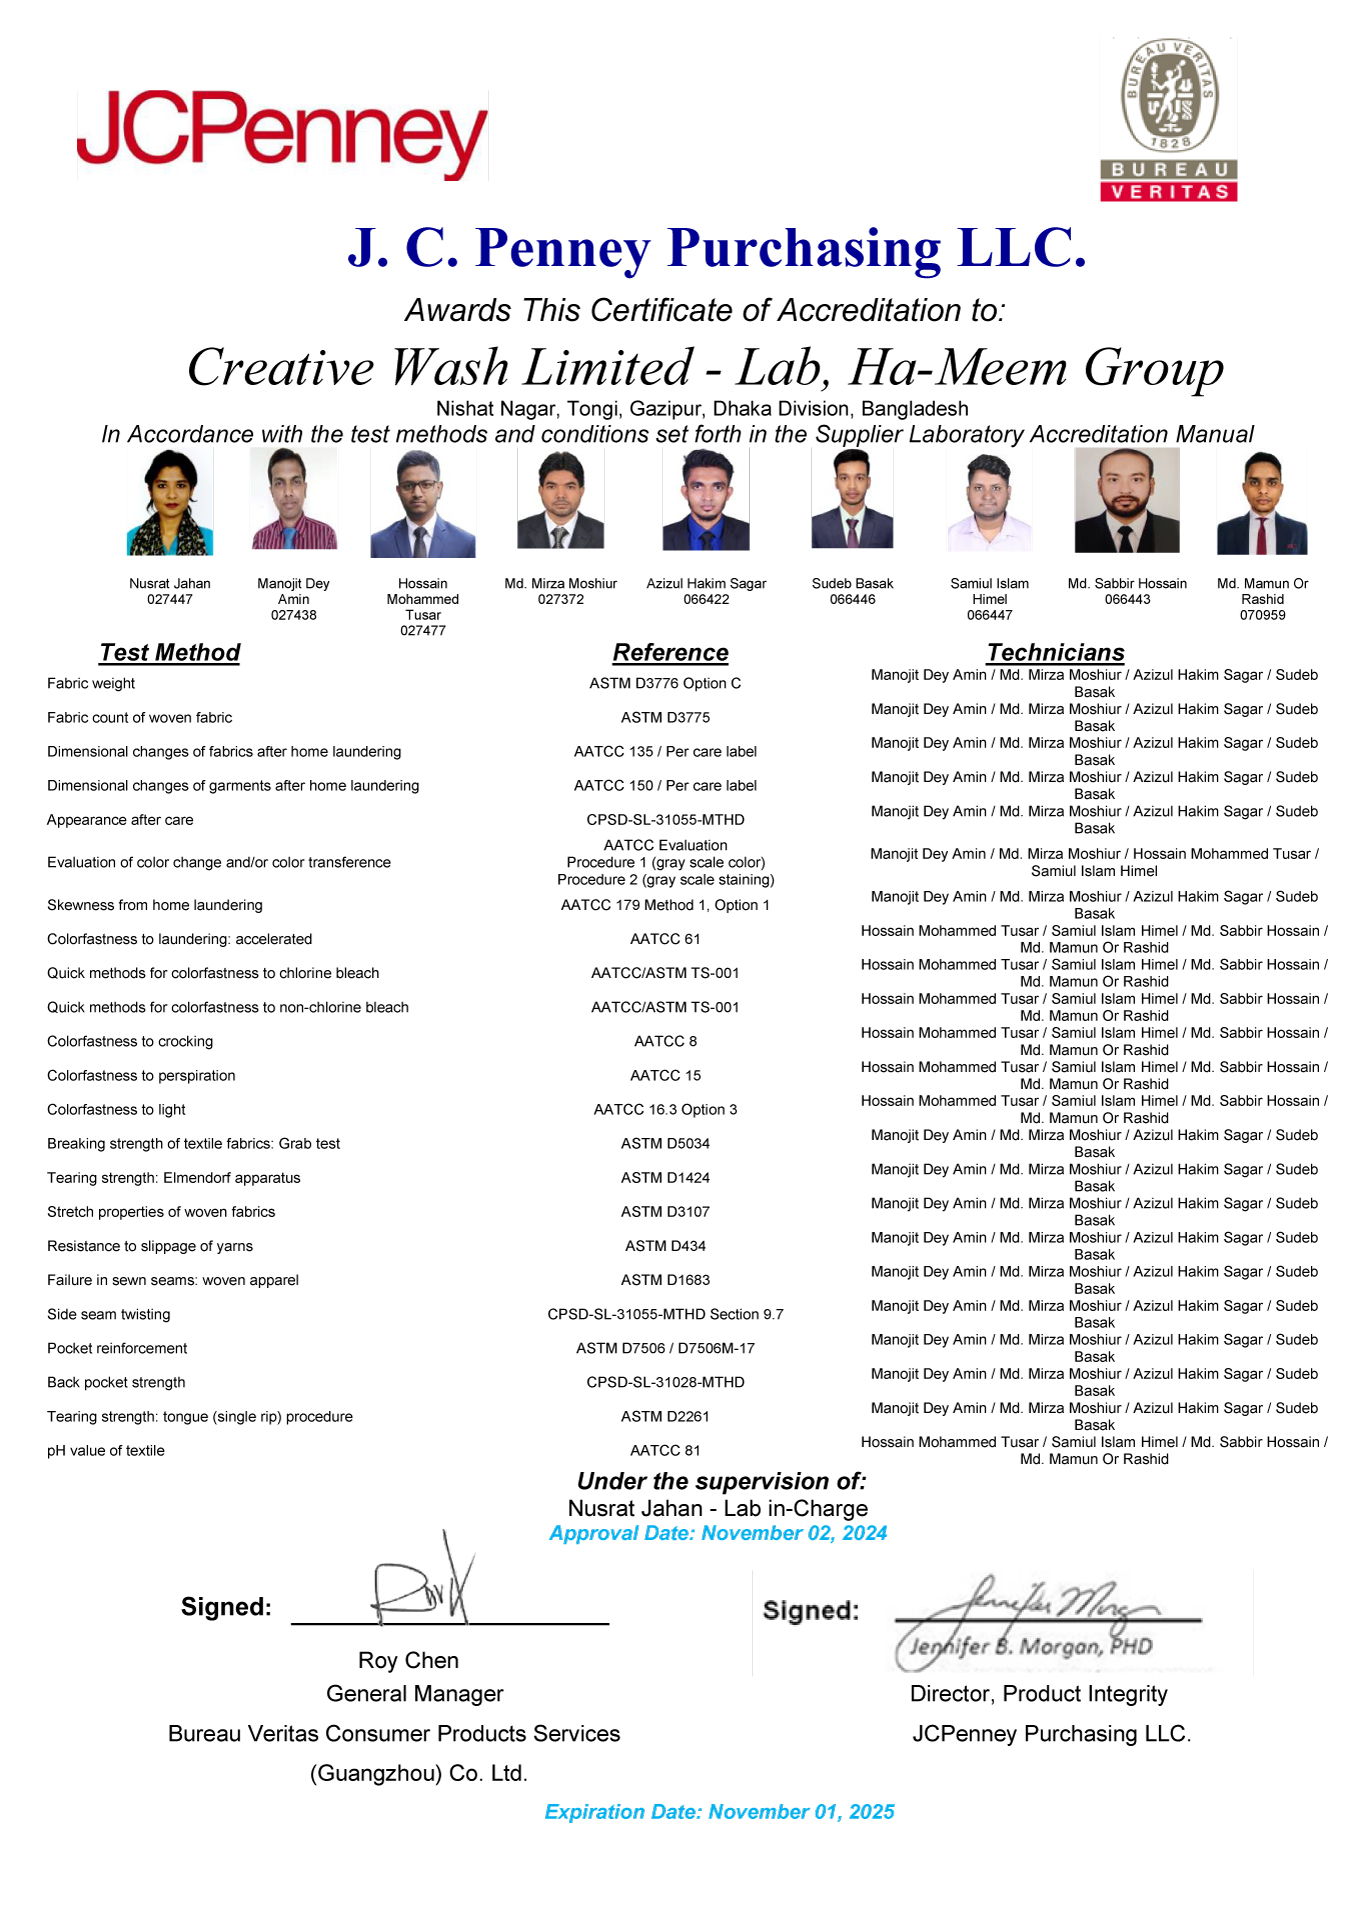 JCPenney
BUREAU VERITAS
1828
BUREAU
VERITAS
J. C. Penney Purchasing LLC.
Awards This Certificate of Accreditation to:
Creative Wash Limited - Lab, Ha-Meem Group
Nishat Nagar, Tongi, Gazipur, Dhaka Division, Bangladesh
In Accordance with the test methods and conditions set forth in the Supplier Laboratory Accreditation Manual
Nusrat Jahan
027447
Manojit Dey
Amin
027438
Hossain
Mohammed
Tusar
027477
Md. Mirza Moshiur
027372
Azizul Hakim Sagar
066422
Sudeb Basak
066446
Samiul Islam
Himel
066447
Md. Sabbir Hossain
066443
Md. Mamun Or
Rashid
070959
Test Method Reference Technicians
Fabric weight ASTM D3776 Option C Manojit Dey Amin / Md. Mirza Moshiur / Azizul Hakim Sagar / Sudeb
Basak
Fabric count of woven fabric ASTM D3775 Manojit Dey Amin / Md. Mirza Moshiur / Azizul Hakim Sagar / Sudeb
Basak
Dimensional changes of fabrics after home laundering AATCC 135 / Per care label Manojit Dey Amin / Md. Mirza Moshiur / Azizul Hakim Sagar / Sudeb
Basak
Dimensional changes of garments after home laundering AATCC 150 / Per care label Manojit Dey Amin / Md. Mirza Moshiur / Azizul Hakim Sagar / Sudeb
Basak
Appearance after care CPSD-SL-31055-MTHD Manojit Dey Amin / Md. Mirza Moshiur / Azizul Hakim Sagar / Sudeb
Basak
Evaluation of color change and/or color transference
AATCC Evaluation
Procedure 1 (gray scale color)
Procedure 2 (gray scale staining)
Manojit Dey Amin / Md. Mirza Moshiur / Hossain Mohammed Tusar /
Samiul Islam Himel
Skewness from home laundering AATCC 179 Method 1, Option 1 Manojit Dey Amin / Md. Mirza Moshiur / Azizul Hakim Sagar / Sudeb
Basak
Colorfastness to laundering: accelerated AATCC 61 Hossain Mohammed Tusar / Samiul Islam Himel / Md. Sabbir Hossain /
Md. Mamun Or Rashid
Quick methods for colorfastness to chlorine bleach AATCC/ASTM TS-001 Hossain Mohammed Tusar / Samiul Islam Himel / Md. Sabbir Hossain /
Md. Mamun Or Rashid
Quick methods for colorfastness to non-chlorine bleach AATCC/ASTM TS-001 Hossain Mohammed Tusar / Samiul Islam Himel / Md. Sabbir Hossain /
Md. Mamun Or Rashid
Colorfastness to crocking AATCC 8 Hossain Mohammed Tusar / Samiul Islam Himel / Md. Sabbir Hossain /
Md. Mamun Or Rashid
Colorfastness to perspiration AATCC 15 Hossain Mohammed Tusar / Samiul Islam Himel / Md. Sabbir Hossain /
Md. Mamun Or Rashid
Colorfastness to light AATCC 16.3 Option 3 Hossain Mohammed Tusar / Samiul Islam Himel / Md. Sabbir Hossain /
Md. Mamun Or Rashid
Breaking strength of textile fabrics: Grab test ASTM D5034 Manojit Dey Amin / Md. Mirza Moshiur / Azizul Hakim Sagar / Sudeb
Basak
Tearing strength: Elmendorf apparatus ASTM D1424 Manojit Dey Amin / Md. Mirza Moshiur / Azizul Hakim Sagar / Sudeb
Basak
Stretch properties of woven fabrics ASTM D3107 Manojit Dey Amin / Md. Mirza Moshiur / Azizul Hakim Sagar / Sudeb
Basak
Resistance to slippage of yarns ASTM D434 Manojit Dey Amin / Md. Mirza Moshiur / Azizul Hakim Sagar / Sudeb
Basak
Failure in sewn seams: woven apparel ASTM D1683 Manojit Dey Amin / Md. Mirza Moshiur / Azizul Hakim Sagar / Sudeb
Basak
Side seam twisting CPSD-SL-31055-MTHD Section 9.7 Manojit Dey Amin / Md. Mirza Moshiur / Azizul Hakim Sagar / Sudeb
Basak
Pocket reinforcement ASTM D7506 / D7506M-17 Manojit Dey Amin / Md. Mirza Moshiur / Azizul Hakim Sagar / Sudeb
Basak
Back pocket strength CPSD-SL-31028-MTHD Manojit Dey Amin / Md. Mirza Moshiur / Azizul Hakim Sagar / Sudeb
Basak
Tearing strength: tongue (single rip) procedure ASTM D2261 Manojit Dey Amin / Md. Mirza Moshiur / Azizul Hakim Sagar / Sudeb
Basak
pH value of textile AATCC 81 Hossain Mohammed Tusar / Samiul Islam Himel / Md. Sabbir Hossain /
Md. Mamun Or Rashid
Under the supervision of:
Nusrat Jahan - Lab in-Charge
Approval Date: November 02, 2024
Signed:
Roy Chen
General Manager
Bureau Veritas Consumer Products Services
(Guangzhou) Co. Ltd.
Signed:
Jennifer B. Morgan, PHD
Director, Product Integrity
JCPenney Purchasing LLC.
Expiration Date: November 01, 2025